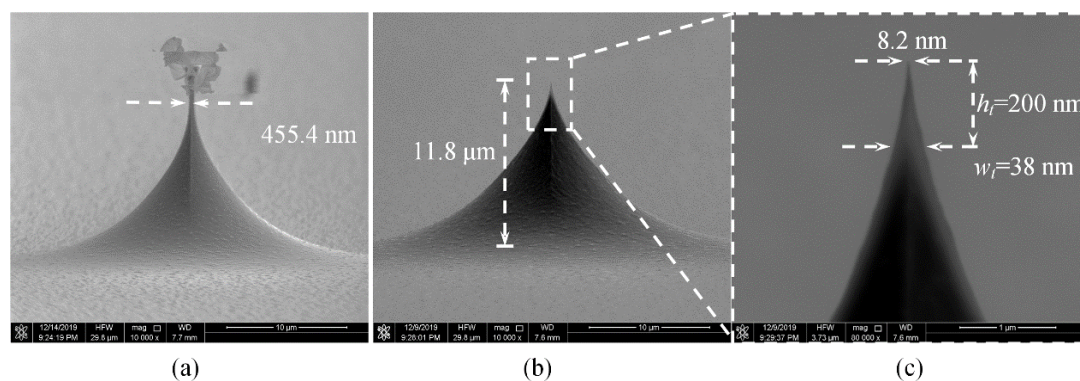 455.4 nm
12/14/2019
9:24:19 PM
HFW
29.8 µm
mag
10 000 x
WD
7.7 mm
10 µm
(a)
11.8 µm
12/9/2019
9:26:01 PM
HFW
29.8 µm
mag
10 000 x
WD
7.6 mm
10 µm
(b)
8.2 nm
ht=200 nm
wt=38 nm
12/9/2019
9:29:37 PM
HFW
3.73 µm
mag
80 000 x
WD
7.6 mm
1 µm
(c)